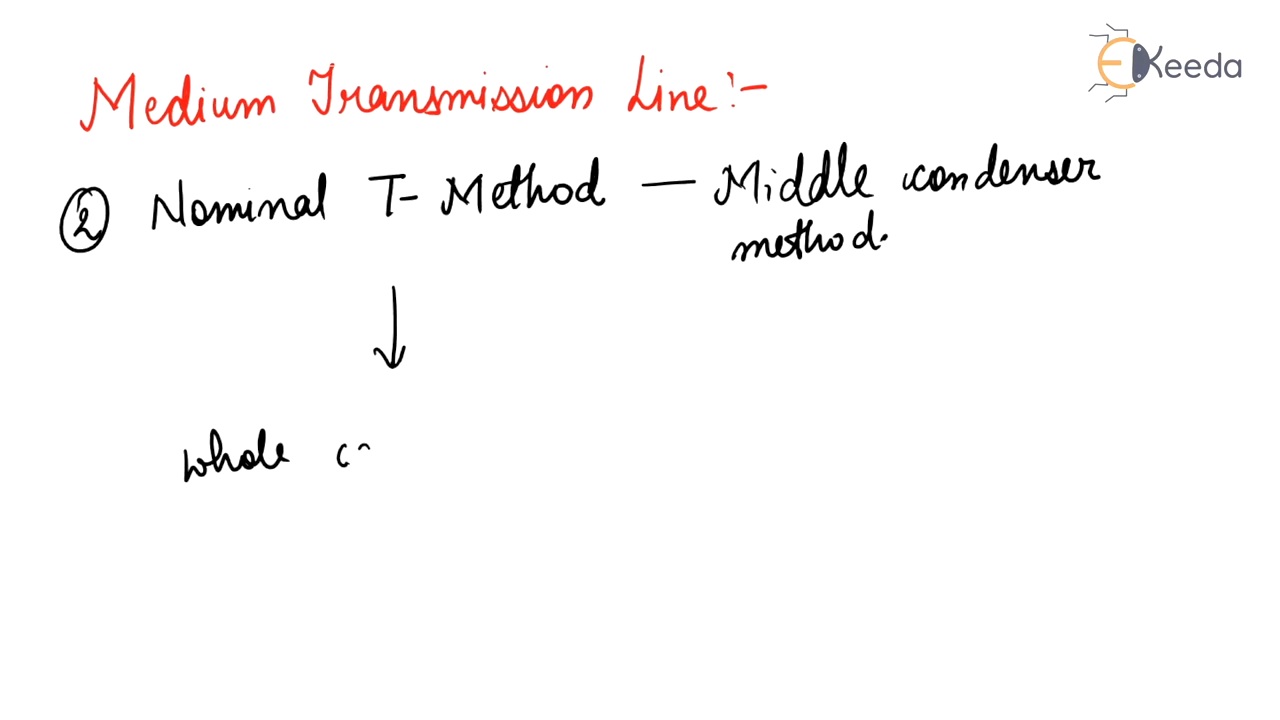 Medium Transmission Line:-
EKeeda
② Nominal T- Method — Middle condenser
method.
whole